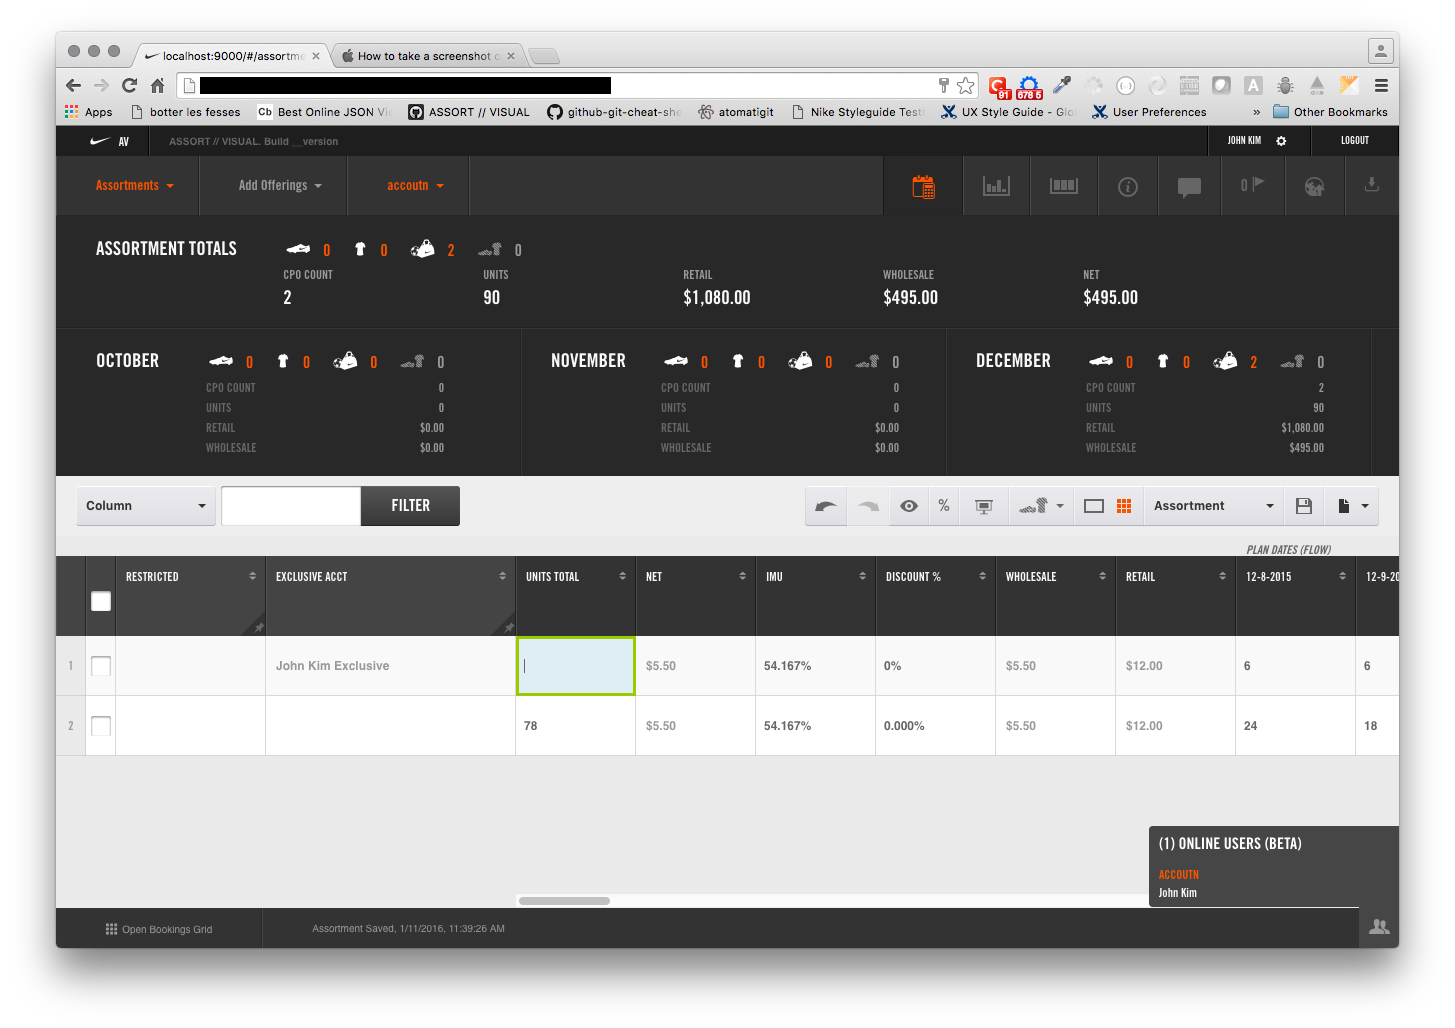 localhost:9000/#/assortme
How to take a screenshot o
91
678 5
Apps
botter les fesses
Cb Best Online JSON Vi
ASSORT // VISUAL
github-git-cheat-she
atomatigit
Nike Styleguide Test
UX Style Guide - Glo
User Preferences
»
Other Bookmarks
AV
ASSORT // VISUAL. Build __version
JOHN KIM
LOGOUT
Assortments
Add Offerings
accoutn
0
ASSORTMENT TOTALS
0 0 2 0
CPO COUNT UNITS RETAIL WHOLESALE NET
2 90 $1,080.00 $495.00 $495.00
OCTOBER 0 0 0 0
CPO COUNT 0
UNITS 0
RETAIL $0.00
WHOLESALE $0.00
NOVEMBER 0 0 0 0
CPO COUNT 0
UNITS 0
RETAIL $0.00
WHOLESALE $0.00
DECEMBER 0 0 2 0
CPO COUNT 2
UNITS 90
RETAIL $1,080.00
WHOLESALE $495.00
Column
FILTER
%
Assortment
PLAN DATES (FLOW)
RESTRICTED EXCLUSIVE ACCT UNITS TOTAL NET IMU DISCOUNT % WHOLESALE RETAIL 12-8-2015 12-9-20
1 John Kim Exclusive $5.50 54.167% 0% $5.50 $12.00 6 6
2 78 $5.50 54.167% 0.000% $5.50 $12.00 24 18
(1) ONLINE USERS (BETA)
ACCOUTN
John Kim
Open Bookings Grid
Assortment Saved, 1/11/2016, 11:39:26 AM